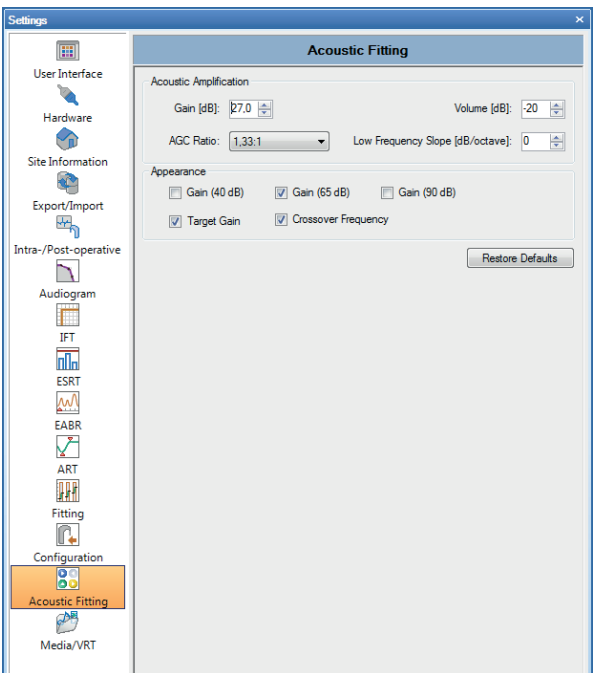 Settings
User Interface
Hardware
Site Information
Export/Import
Intra-/Post-operative
Audiogram
IFT
ESRT
EABR
ART
Fitting
Configuration
Acoustic Fitting
Media/VRT
Acoustic Fitting
Acoustic Amplification
Gain [dB]: 27,0 Volume [dB]: -20
AGC Ratio: 1,33:1 Low Frequency Slope [dB/octave]: 0
Appearance
Gain (40 dB) Gain (65 dB) Gain (90 dB)
Target Gain Crossover Frequency
Restore Defaults